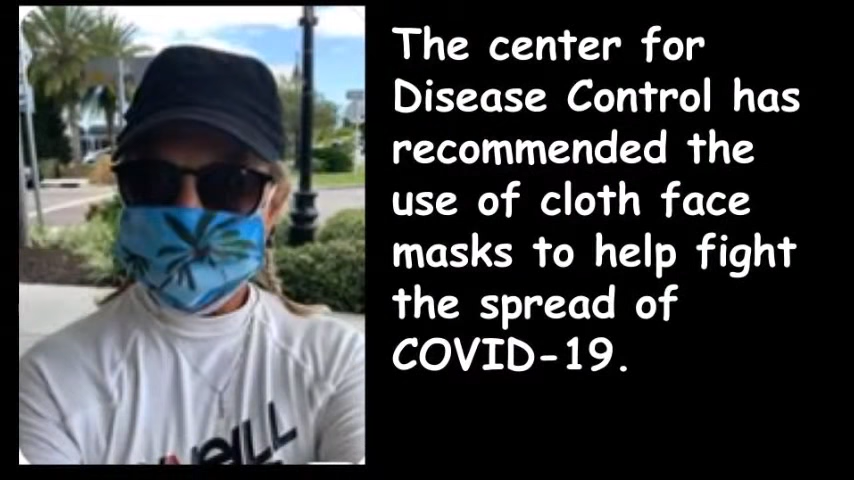 The center for
Disease Control has
recommended the
use of cloth face
masks to help fight
the spread of
COVID-19.